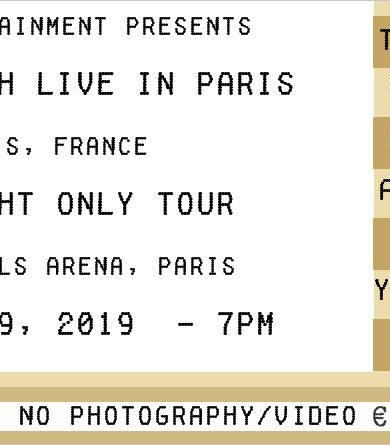 AINMENT PRESENTS
H LIVE IN PARIS
S, FRANCE
HT ONLY TOUR
LS ARENA, PARIS
9, 2019 - 7PM
NO PHOTOGRAPHY/VIDEO €
T
A
Y